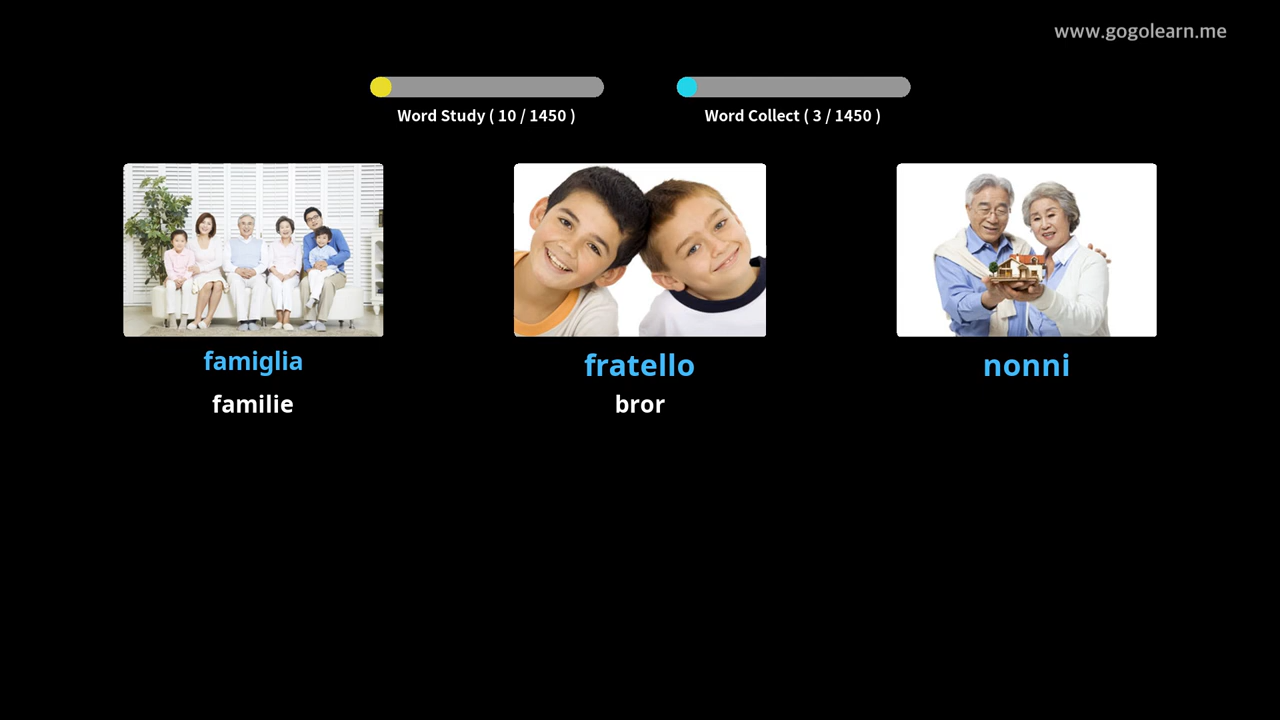 www.gogolearn.me
Word Study ( 10 / 1450 )
Word Collect ( 3 / 1450 )
famiglia
familie
fratello
bror
nonni